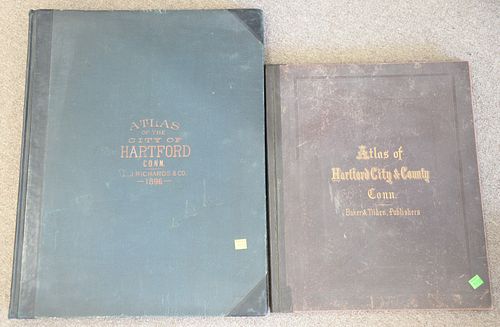 ATLAS
OF THE
CITY OF
HARTFORD
CONN.
L.J. RICHARDS & CO.
— 1896 —
Atlas of
Hartford City & County
Conn.
Baker & Tilden, Publishers